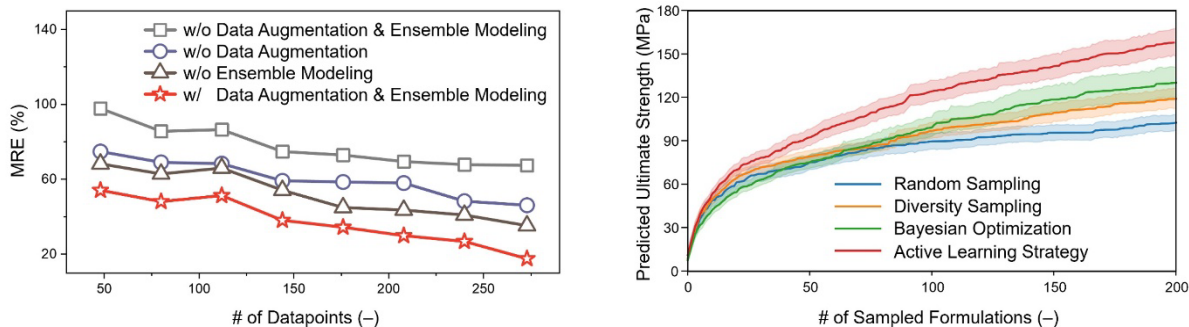 140
100
60
20
MRE (%)
w/o Data Augmentation & Ensemble Modeling
w/o Data Augmentation
w/o Ensemble Modeling
w/ Data Augmentation & Ensemble Modeling
50
100
150
200
250
# of Datapoints (–)
180
150
120
90
60
30
0
Predicted Ultimate Strength (MPa)
Random Sampling
Diversity Sampling
Bayesian Optimization
Active Learning Strategy
0
50
100
150
200
# of Sampled Formulations (–)